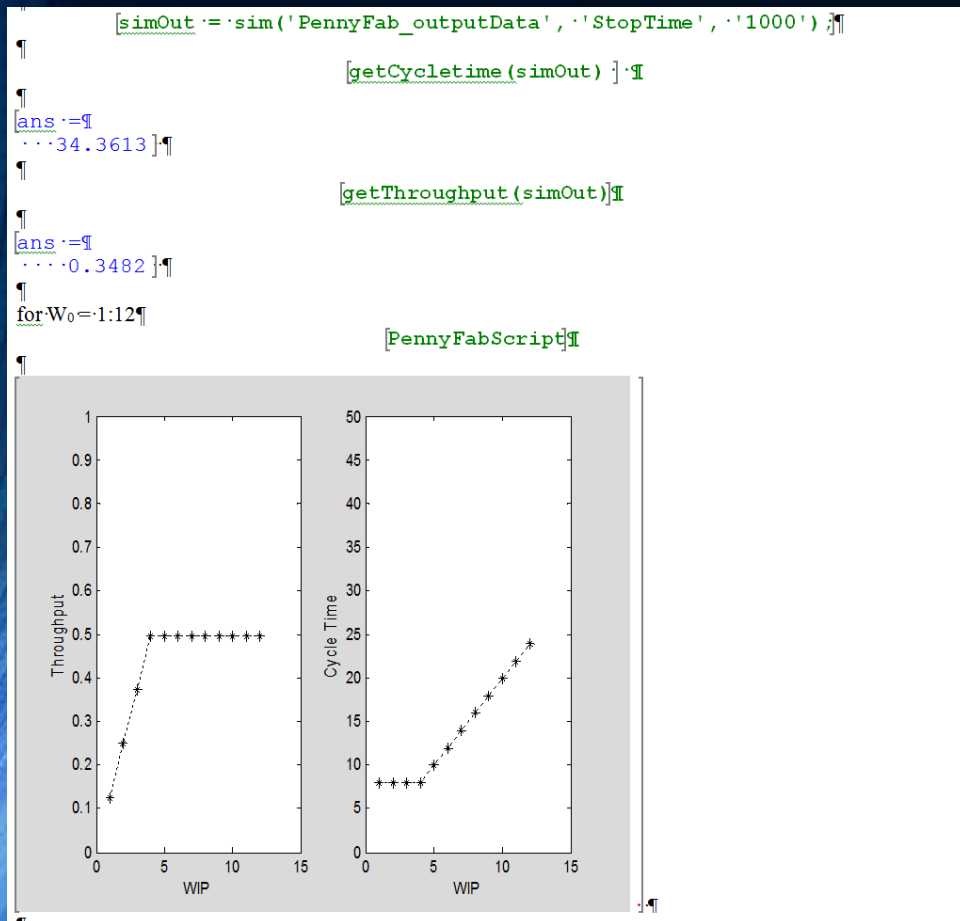 simOut = sim('PennyFab_outputData', 'StopTime', '1000');¶
¶
getCycletime(simOut) ¶
¶
ans =¶
34.3613 ¶
¶
getThroughput(simOut)¶
¶
ans =¶
0.3482 ¶
¶
for W₀ = 1:12¶
PennyFabScript¶
¶
1
0.9
0.8
0.7
0.6
0.5
0.4
0.3
0.2
0.1
0
Throughput
0 5 10 15
WIP
50
45
40
35
30
25
20
15
10
5
0
Cycle Time
0 5 10 15
WIP
¶
¶